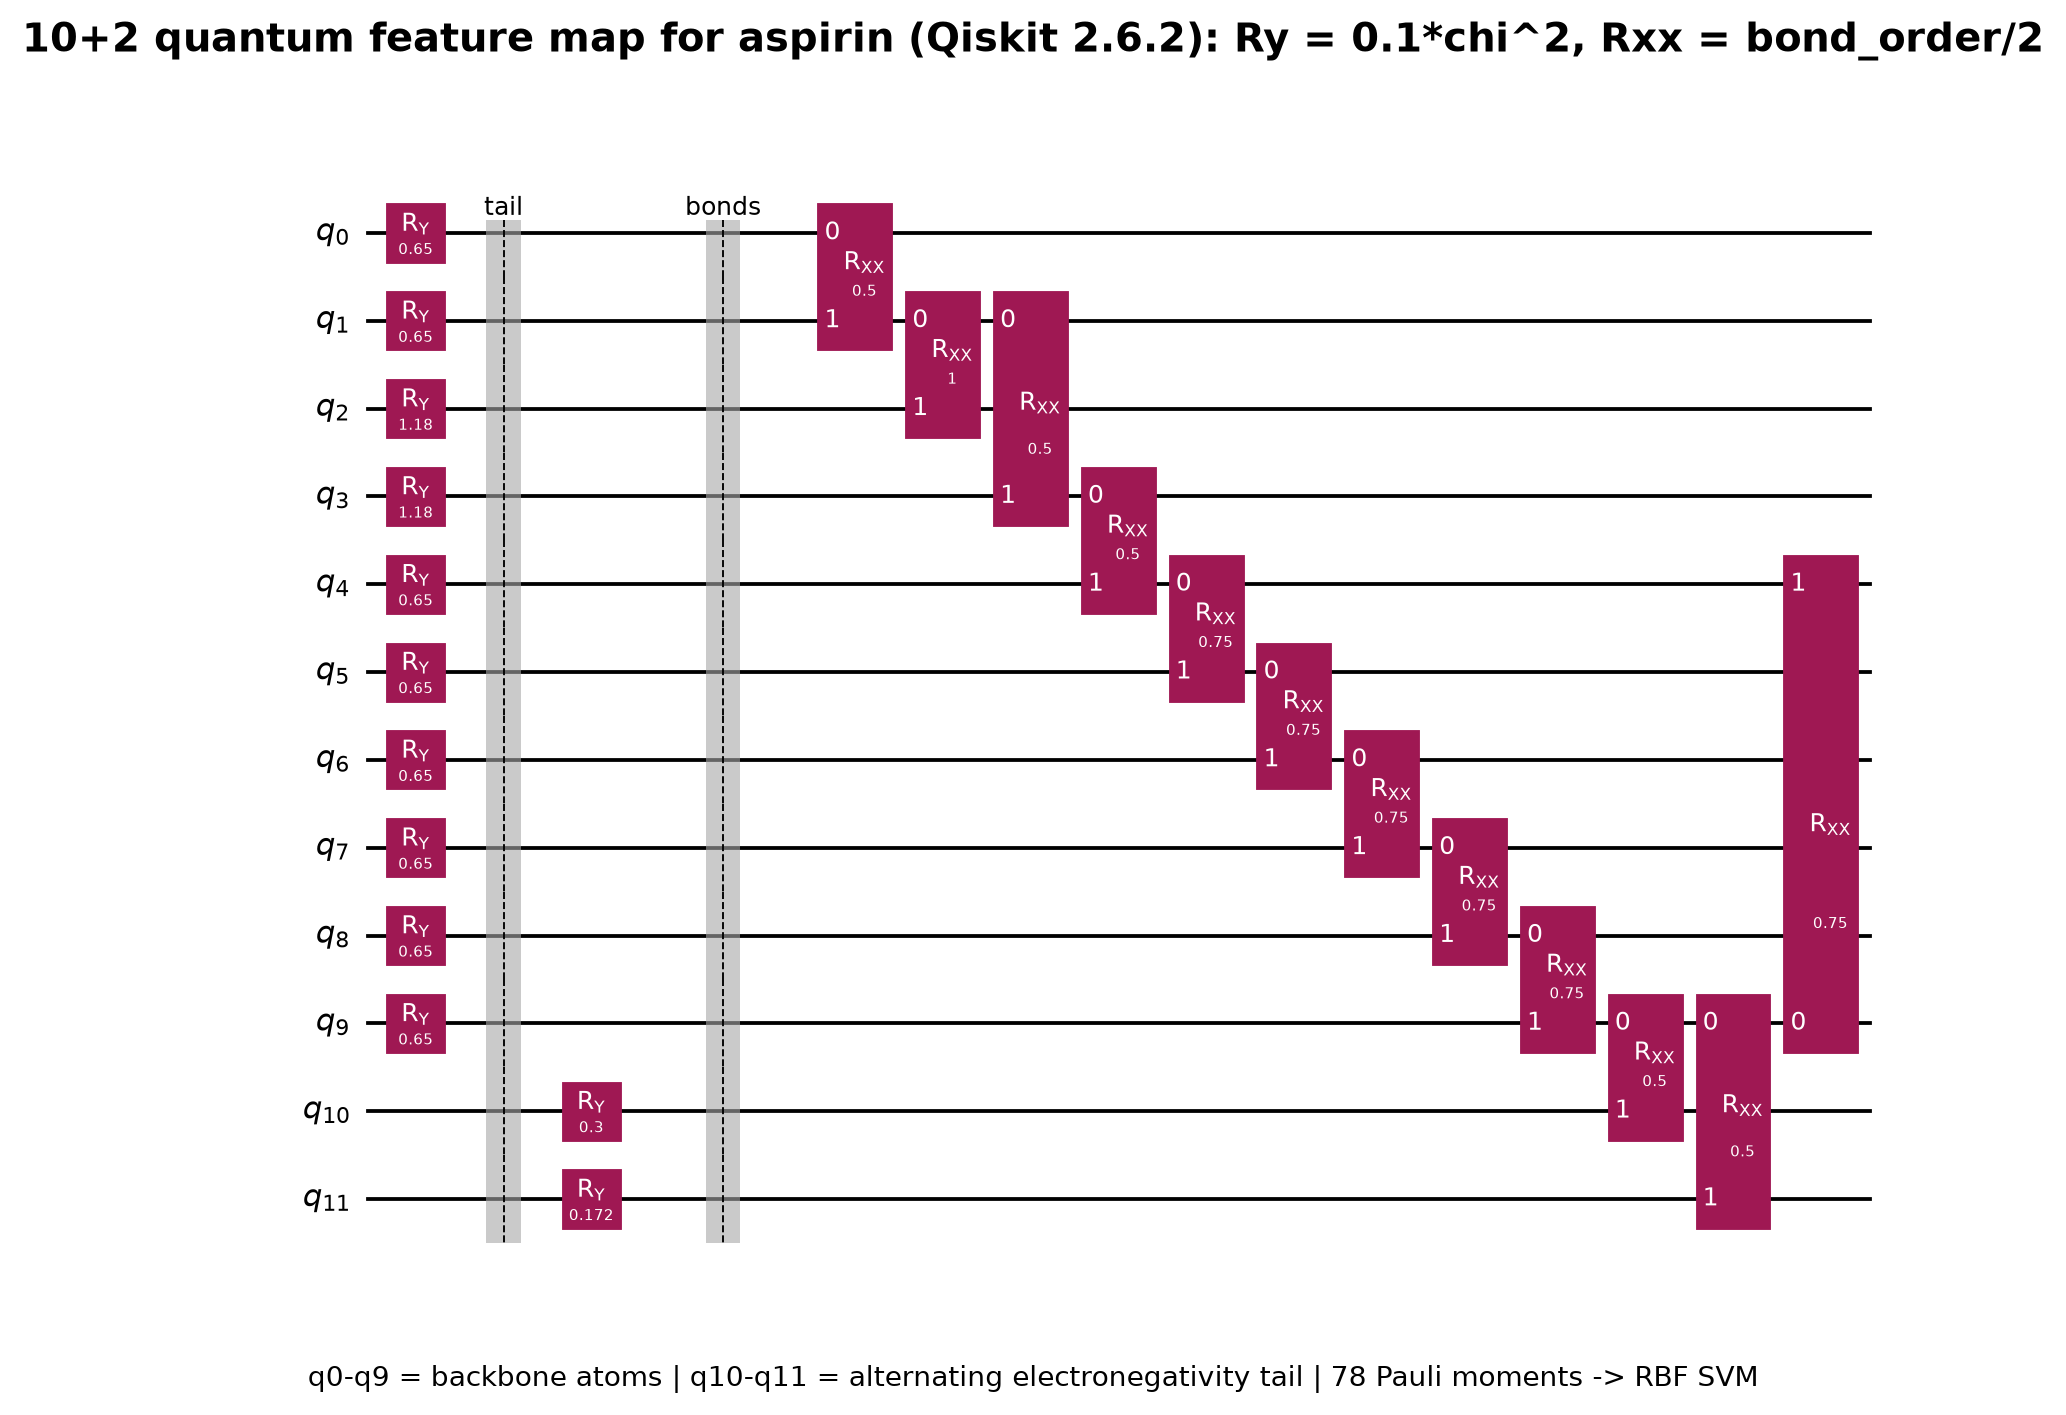 10+2 quantum feature map for aspirin (Qiskit 2.6.2): Ry = 0.1*chi^2, Rxx = bond_order/2
tail bonds
q0 RY 0.65
0 RXX 0.5 1
q1 RY 0.65
0 RXX 1 1
0 RXX 0.5 1
q2 RY 1.18
q3 RY 1.18
0 RXX 0.5 1
q4 RY 0.65
0 RXX 0.75 1
1 RXX 0.75 0
q5 RY 0.65
0 RXX 0.75 1
q6 RY 0.65
0 RXX 0.75 1
q7 RY 0.65
0 RXX 0.75 1
q8 RY 0.65
0 RXX 0.75 1
q9 RY 0.65
0 RXX 0.5 1
0 RXX 0.5 1
q10 RY 0.3
q11 RY 0.172
q0-q9 = backbone atoms | q10-q11 = alternating electronegativity tail | 78 Pauli moments -> RBF SVM